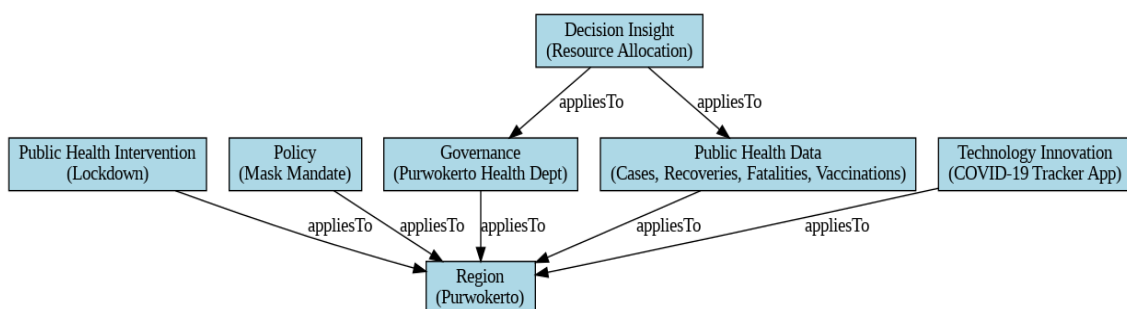 Decision Insight
(Resource Allocation)
appliesTo
appliesTo
Public Health Intervention
(Lockdown)
Policy
(Mask Mandate)
Governance
(Purwokerto Health Dept)
Public Health Data
(Cases, Recoveries, Fatalities, Vaccinations)
Technology Innovation
(COVID-19 Tracker App)
appliesTo
appliesTo
appliesTo
appliesTo
appliesTo
Region
(Purwokerto)